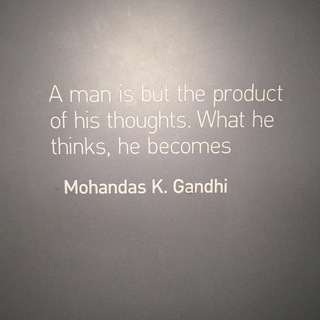 A man is but the product
of his thoughts. What he
thinks, he becomes
Mohandas K. Gandhi